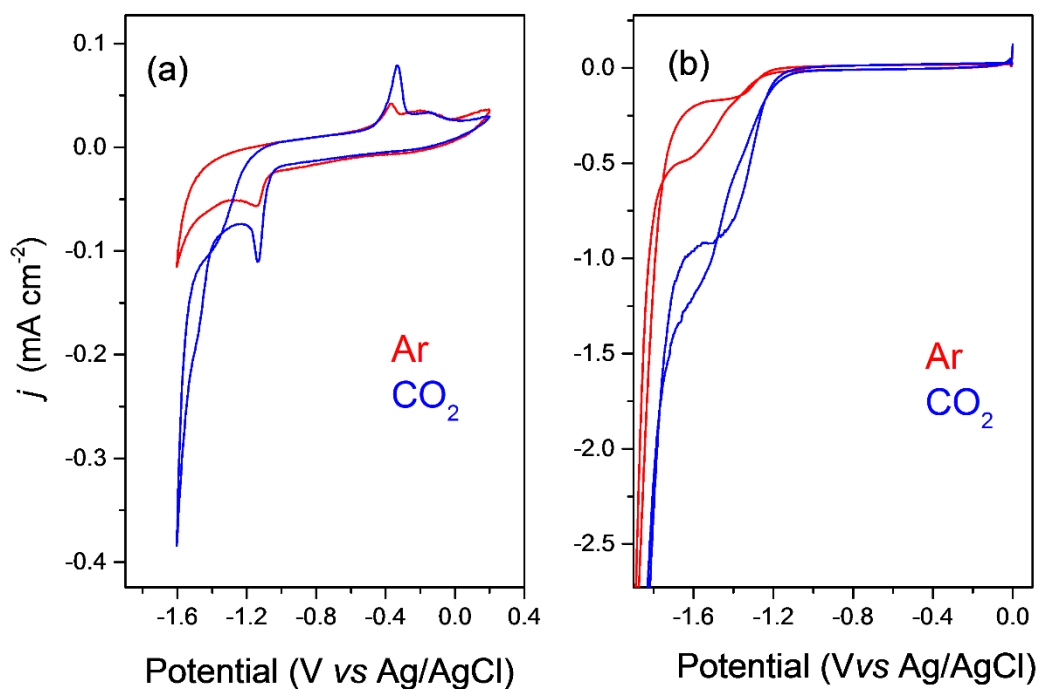 (a)
0.1
0.0
-0.1
-0.2
-0.3
-0.4
j (mA cm-2)
Ar
CO2
-1.6 -1.2 -0.8 -0.4 0.0 0.4
Potential (V vs Ag/AgCl)
(b)
0.0
-0.5
-1.0
-1.5
-2.0
-2.5
Ar
CO2
-1.6 -1.2 -0.8 -0.4 0.0
Potential (Vvs Ag/AgCl)